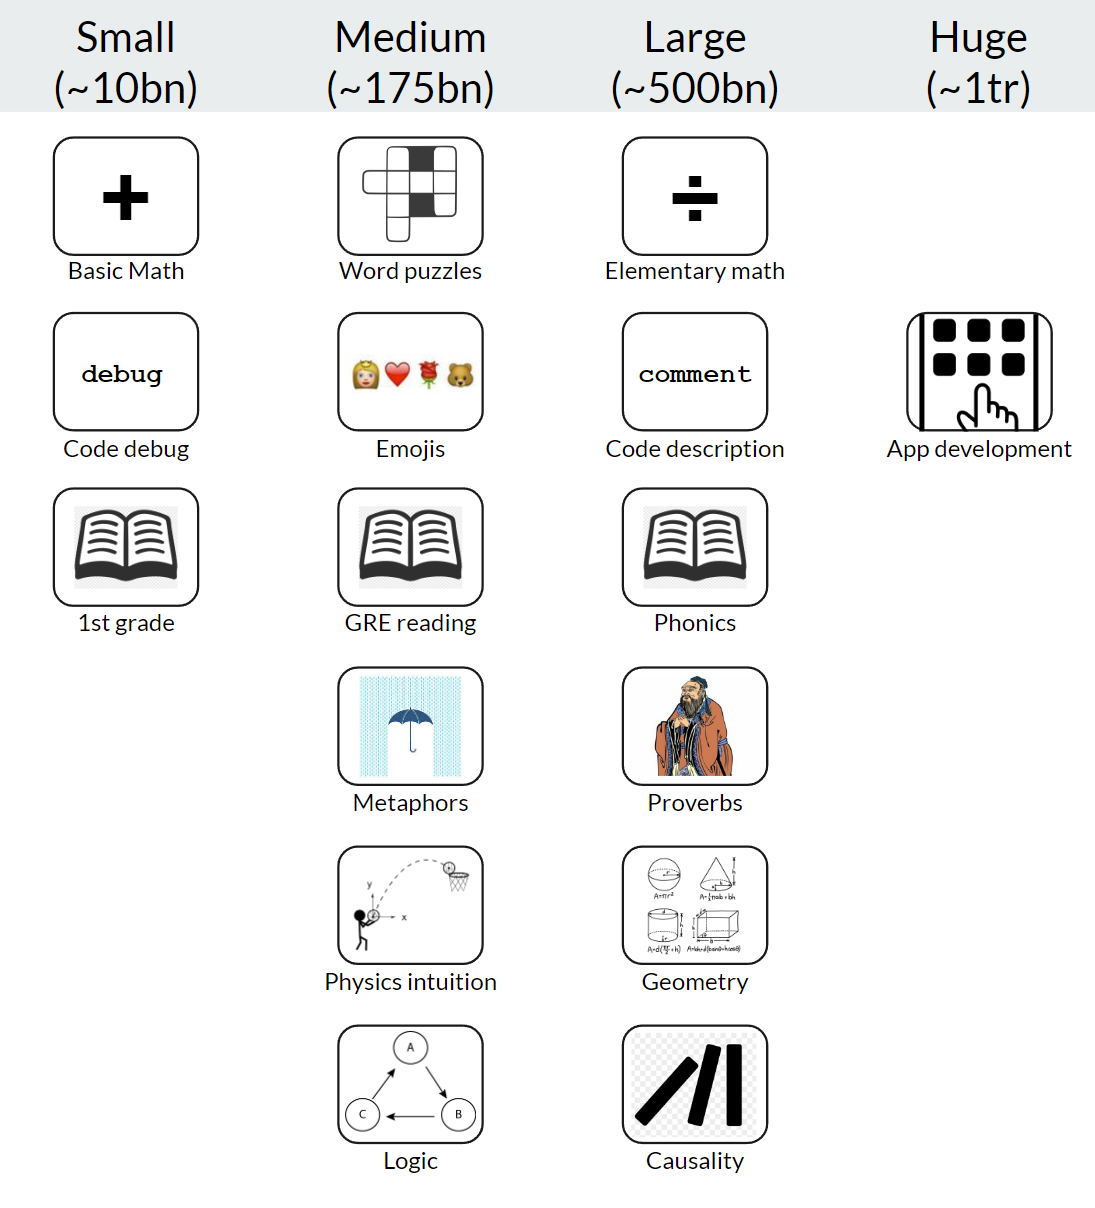 Small
(~10bn)
Medium
(~175bn)
Large
(~500bn)
Huge
(~1tr)
Basic Math
Word puzzles
Elementary math
debug
comment
Code debug
Emojis
Code description
App development
1st grade
GRE reading
Phonics
Metaphors
Proverbs
y
x
A=πr²
Physics intuition
Geometry
A
C
B
Logic
Causality